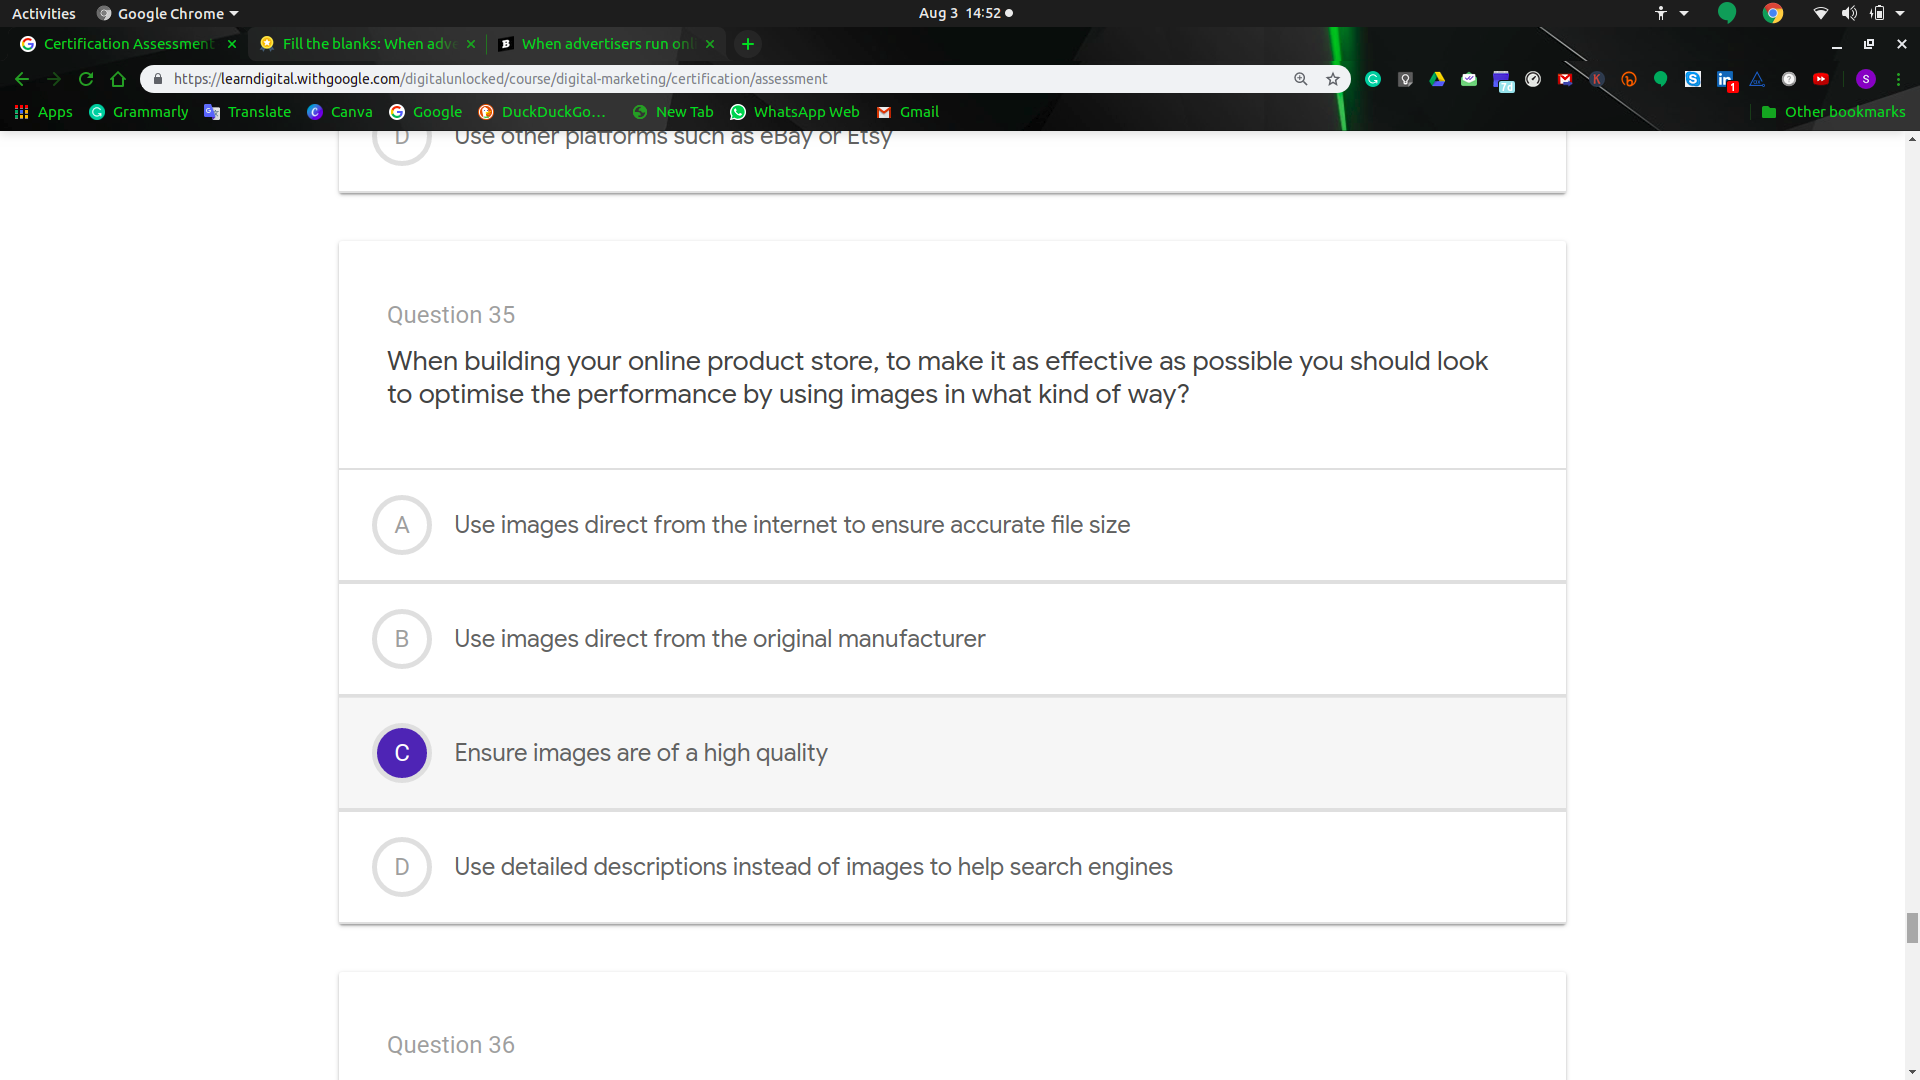 Activities Google Chrome Aug 3 14:52
Certification Assessment Fill the blanks: When adve When advertisers run onl
https://learndigital.withgoogle.com/digitalunlocked/course/digital-marketing/certification/assessment
Apps Grammarly Translate Canva Google DuckDuckGo... New Tab WhatsApp Web Gmail Other bookmarks
D Use other platforms such as eBay or Etsy
Question 35
When building your online product store, to make it as effective as possible you should look
to optimise the performance by using images in what kind of way?
A Use images direct from the internet to ensure accurate file size
B Use images direct from the original manufacturer
C Ensure images are of a high quality
D Use detailed descriptions instead of images to help search engines
Question 36